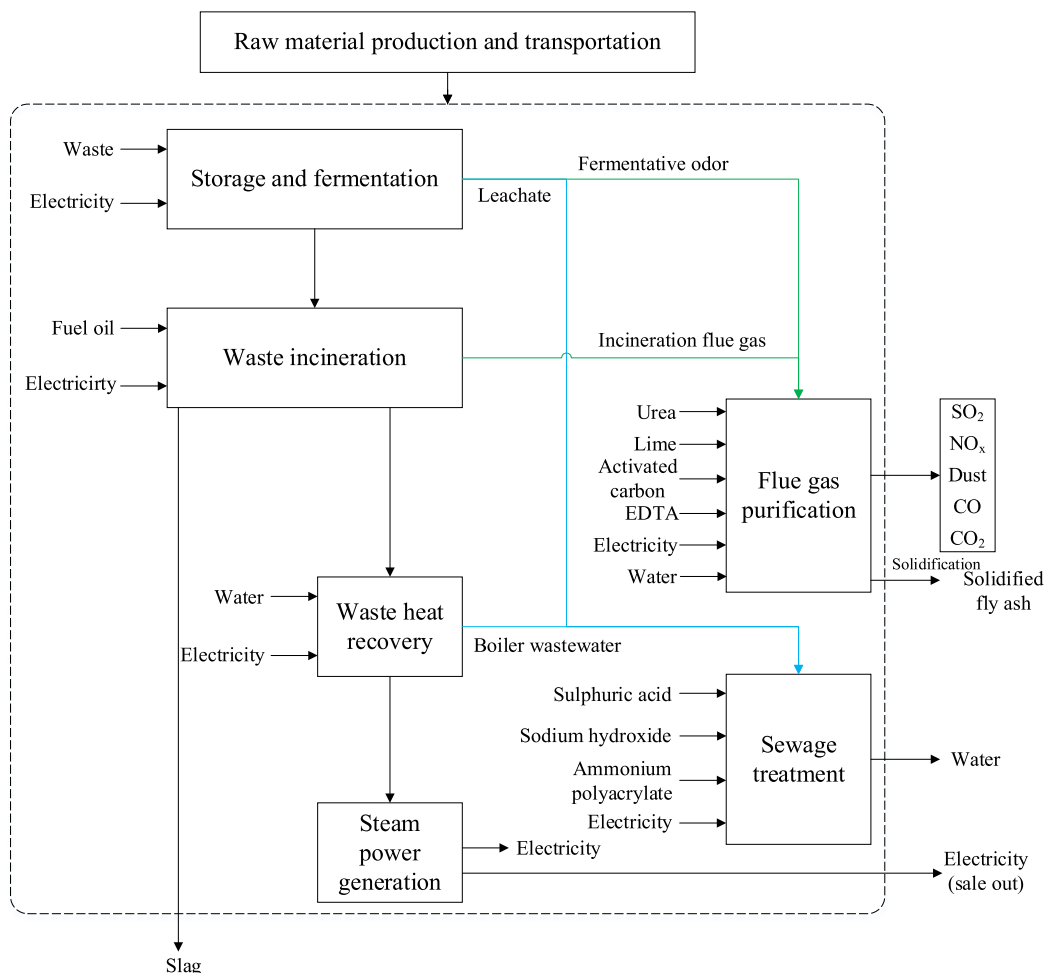 Raw material production and transportation
Waste
Storage and fermentation
Electricity
Fermentative odor
Leachate
Fuel oil
Waste incineration
Electricirty
Incineration flue gas
Urea
Lime
Activated
carbon
EDTA
Electricity
Water
Flue gas
purification
SO₂
NOₓ
Dust
CO
CO₂
Solidification
Solidified
fly ash
Water
Electricity
Waste heat
recovery
Boiler wastewater
Sulphuric acid
Sodium hydroxide
Ammonium
polyacrylate
Electricity
Sewage
treatment
Water
Steam
power
generation
Electricity
Electricity
(sale out)
Slag